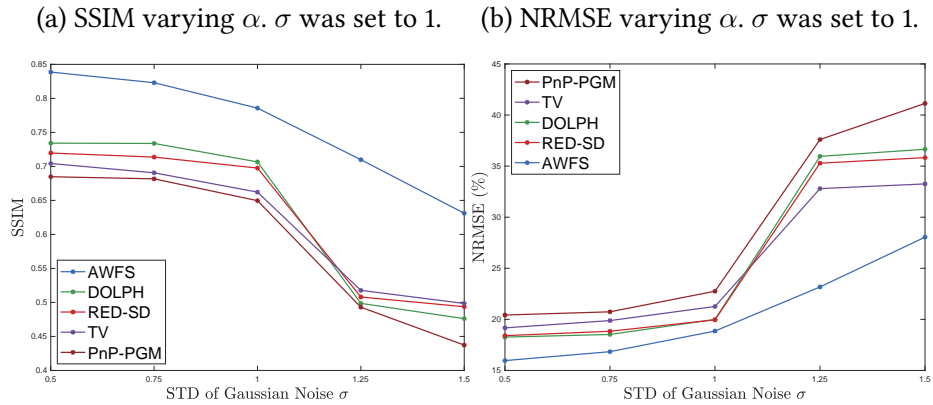 (a) SSIM varying α. σ was set to 1.
(b) NRMSE varying α. σ was set to 1.
0.85
0.8
0.75
0.7
0.65
0.6
0.55
0.5
0.45
0.4
SSIM
AWFS
DOLPH
RED-SD
TV
PnP-PGM
0.5
0.75
1
1.25
1.5
STD of Gaussian Noise σ
45
40
35
30
25
20
15
NRMSE (%)
PnP-PGM
TV
DOLPH
RED-SD
AWFS
0.5
0.75
1
1.25
1.5
STD of Gaussian Noise σ